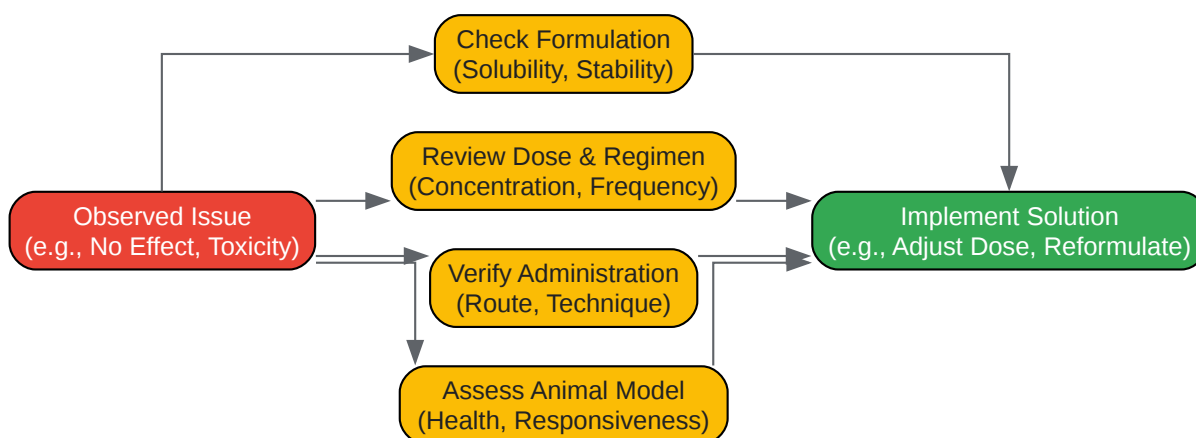 Check Formulation
(Solubility, Stability)
Review Dose & Regimen
(Concentration, Frequency)
Observed Issue
(e.g., No Effect, Toxicity)
Implement Solution
(e.g., Adjust Dose, Reformulate)
Verify Administration
(Route, Technique)
Assess Animal Model
(Health, Responsiveness)